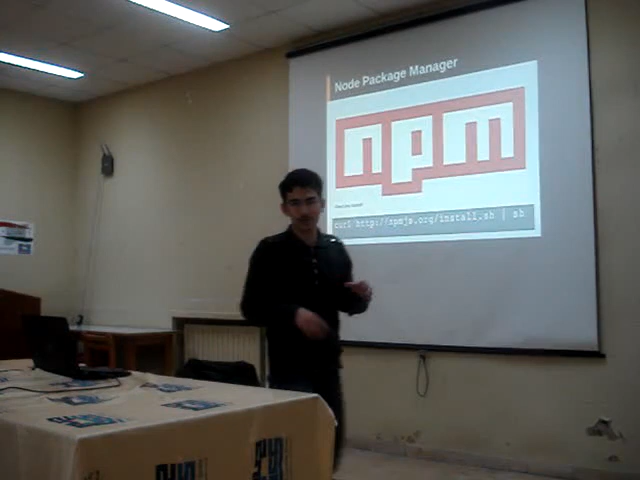 Node Package Manager
npm
curl http://npmjs.org/install.sh | sh